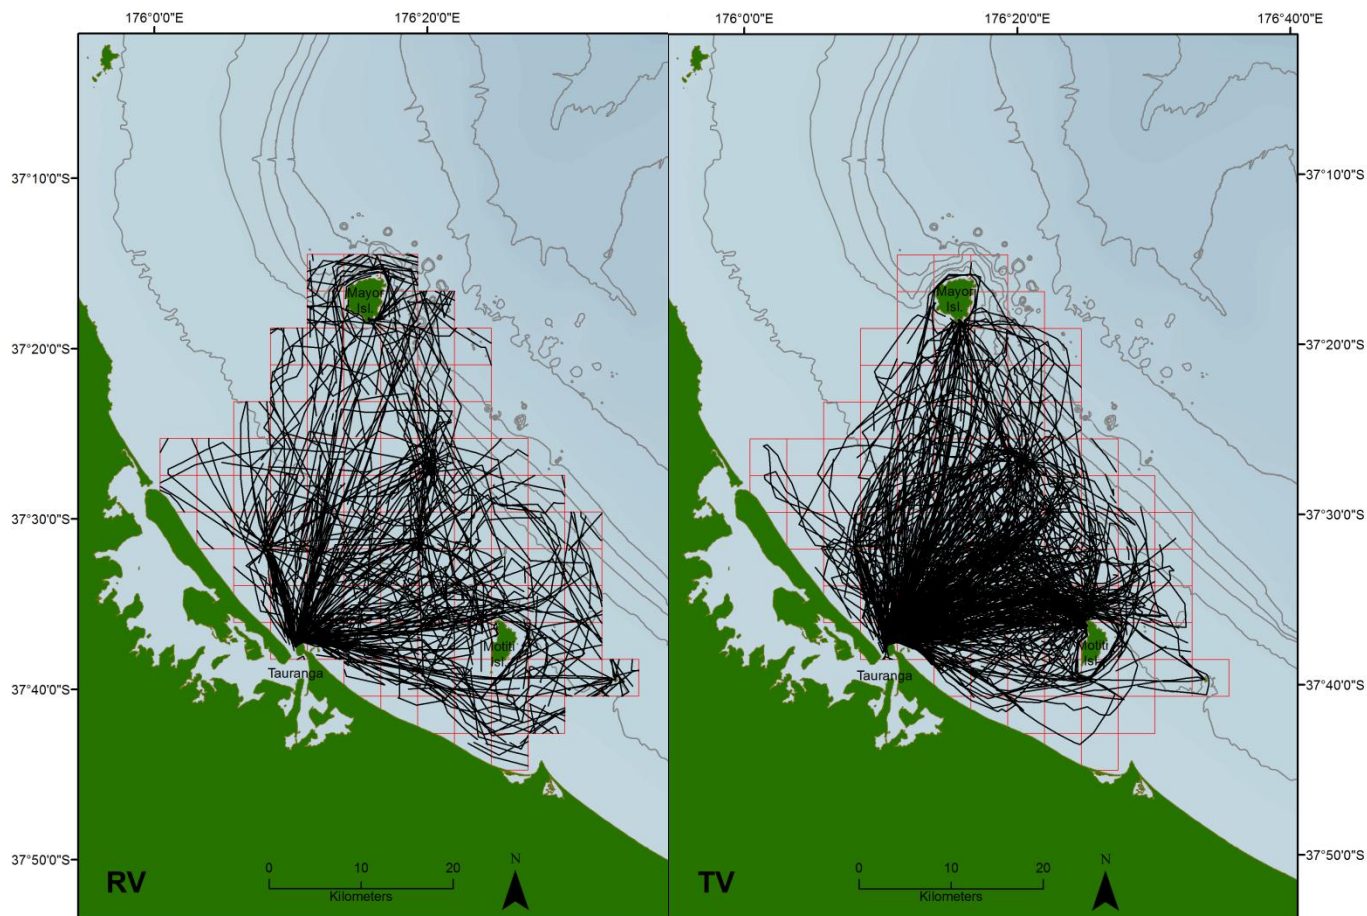 176°0'0"E
176°20'0"E
176°0'0"E
176°20'0"E
176°40'0"E
37°10'0"S
37°20'0"S
37°30'0"S
37°40'0"S
37°50'0"S
Mayor
Isl.
Motiti
Isl.
Tauranga
RV
0
10
20
Kilometers
N
Mayor
Isl.
Motiti
Isl.
Tauranga
TV
0
10
20
Kilometers
N
37°10'0"S
37°20'0"S
37°30'0"S
37°40'0"S
37°50'0"S